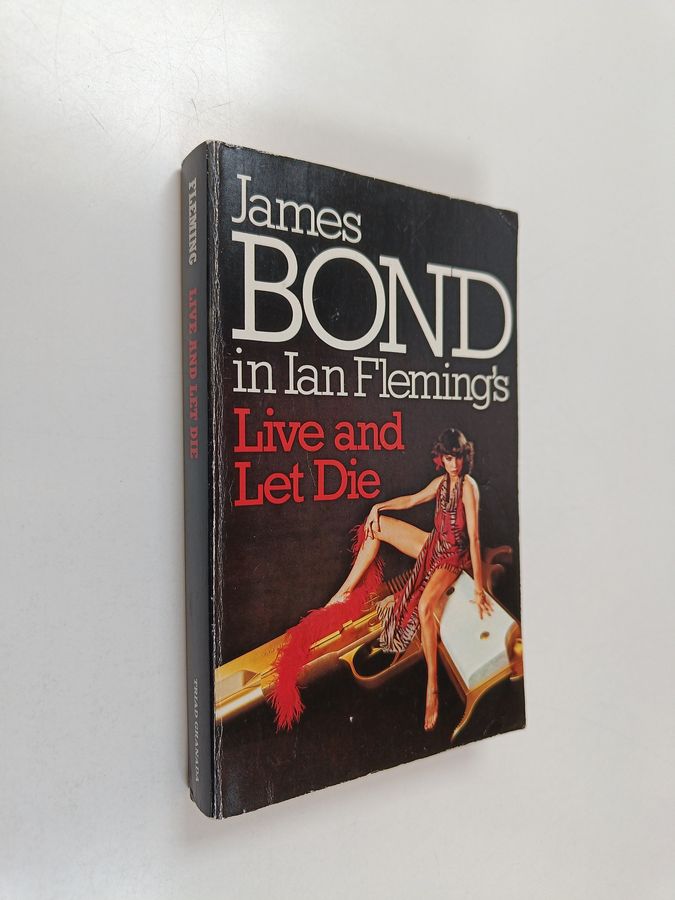 James
BOND
in Ian Fleming's
Live and
Let Die
FLEMING LIVE AND LET DIE TRIAD GRANADA